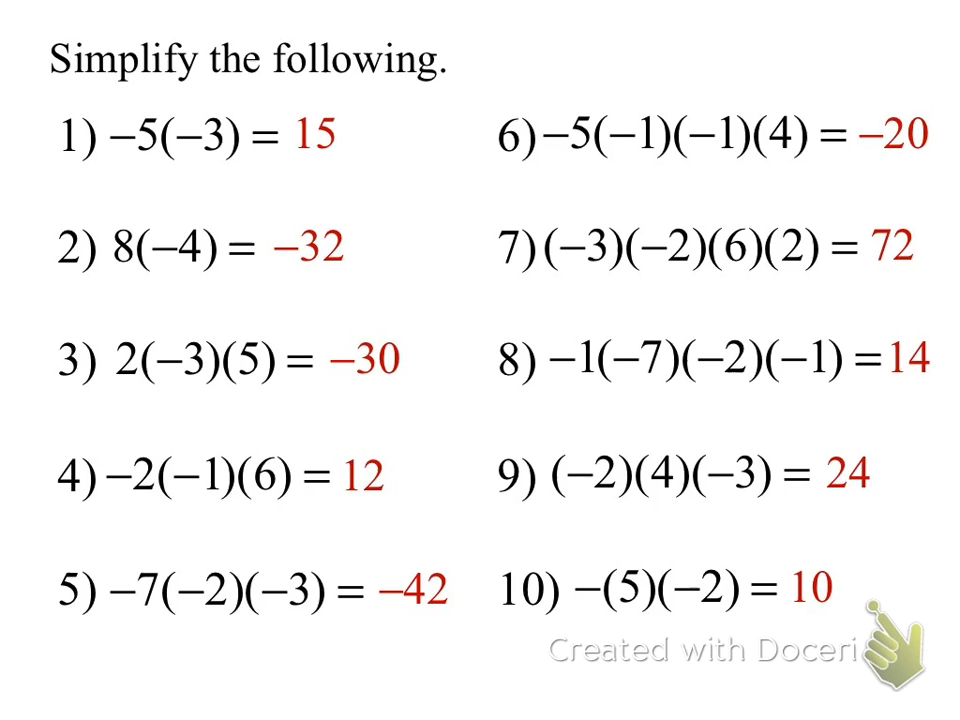 Simplify the following.
1) −5(−3) = 15
2) 8(−4) = −32
3) 2(−3)(5) = −30
4) −2(−1)(6) = 12
5) −7(−2)(−3) = −42
6) −5(−1)(−1)(4) = −20
7) (−3)(−2)(6)(2) = 72
8) −1(−7)(−2)(−1) = 14
9) (−2)(4)(−3) = 24
10) −(5)(−2) = 10
Created with Doceri